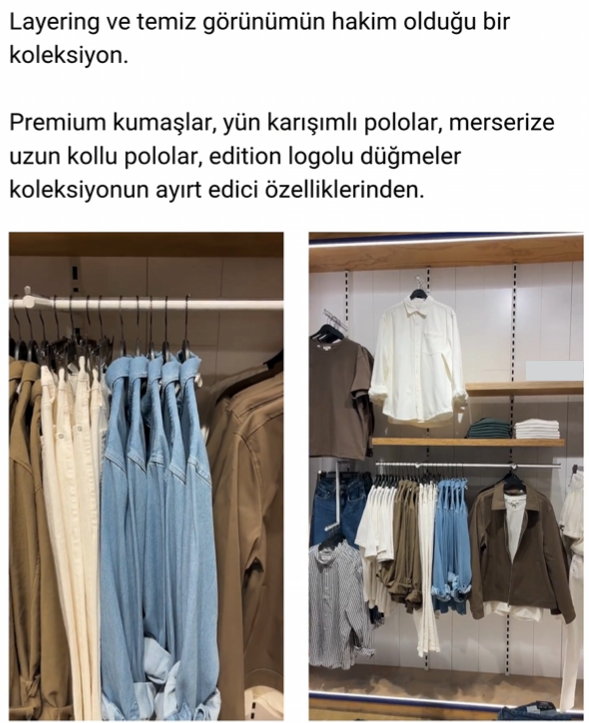 Layering ve temiz görünümün hakim olduğu bir
koleksiyon.
Premium kumaşlar, yün karışımlı pololar, merserize
uzun kollu pololar, edition logolu düğmeler
koleksiyonun ayırt edici özelliklerinden.